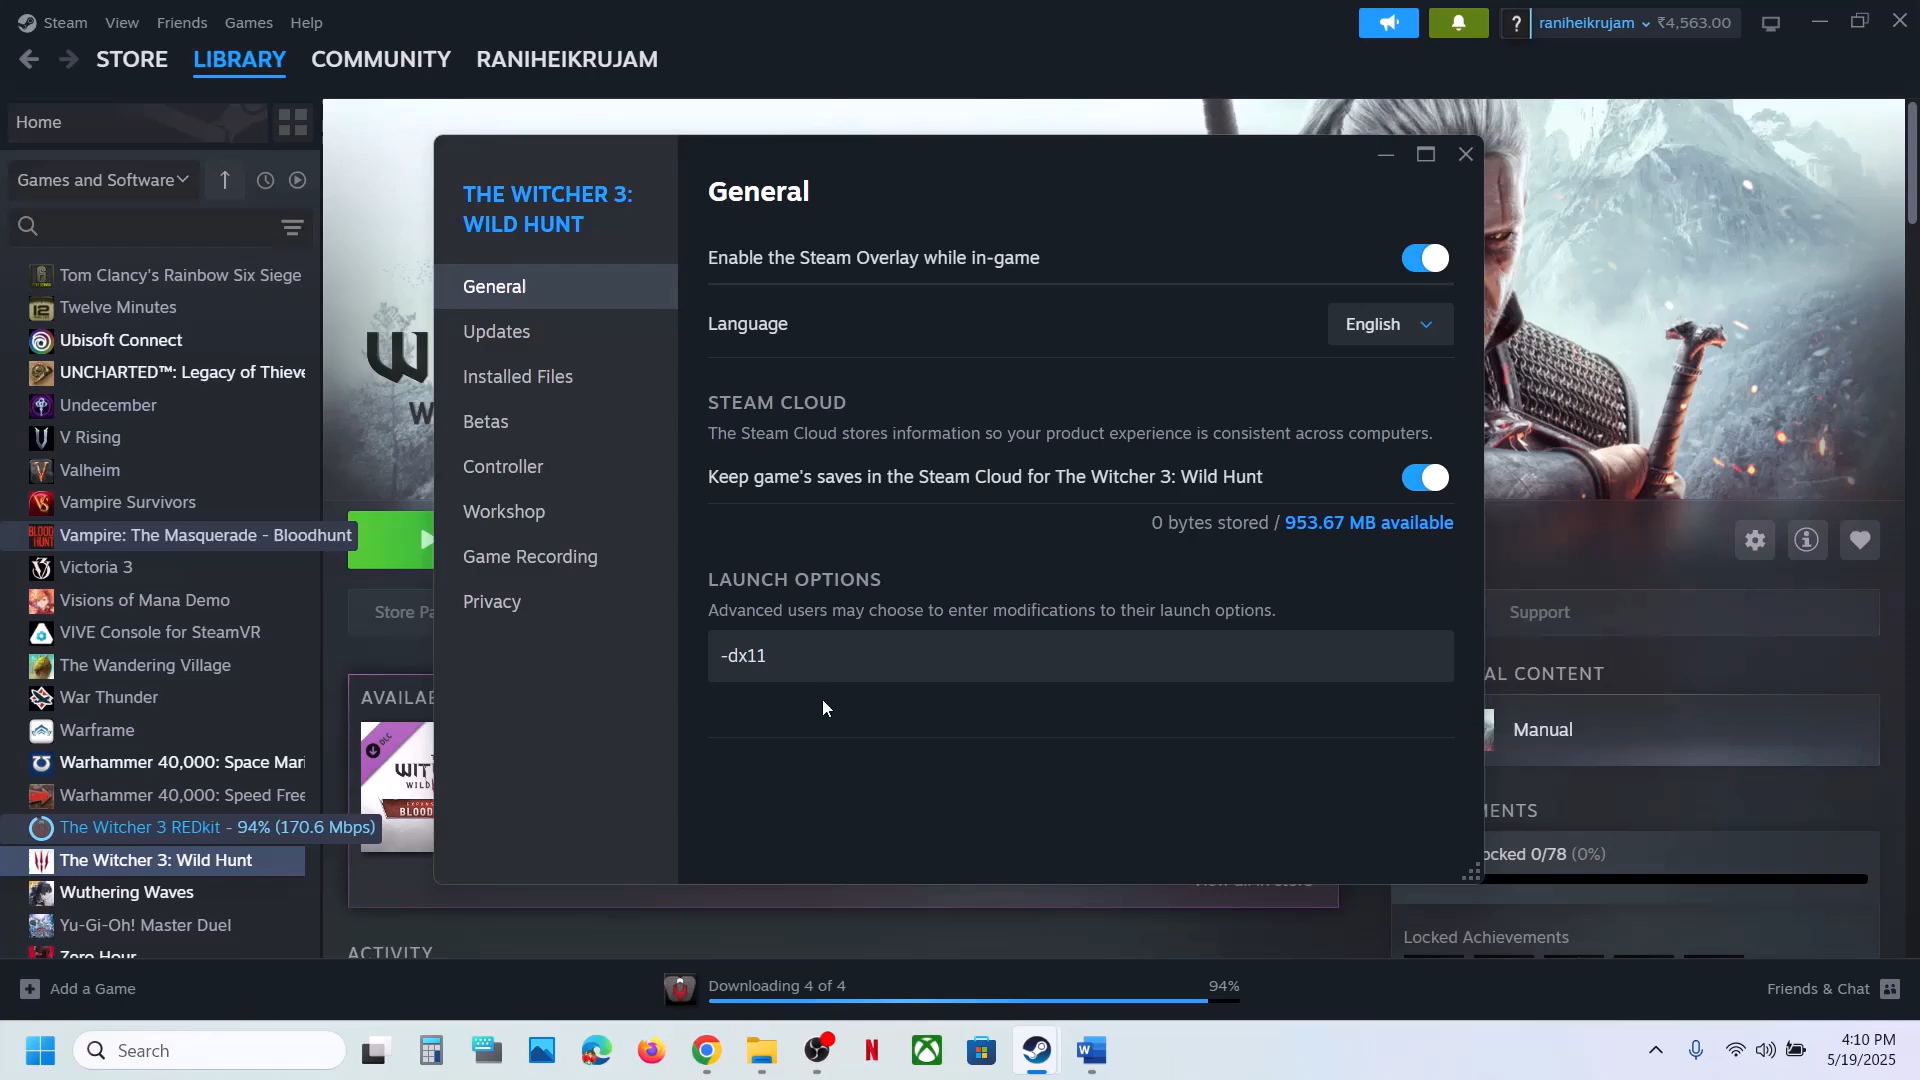 Steam View Friends Games Help
? raniheikrujam ₹4,563.00
STORE LIBRARY COMMUNITY RANIHEIKRUJAM
Home
Games and Software
Tom Clancy's Rainbow Six Siege
Twelve Minutes
Ubisoft Connect
UNCHARTED™: Legacy of Thieve
Undecember
V Rising
Valheim
Vampire Survivors
Vampire: The Masquerade - Bloodhunt
Victoria 3
Visions of Mana Demo
VIVE Console for SteamVR
The Wandering Village
War Thunder
Warframe
Warhammer 40,000: Space Mari
Warhammer 40,000: Speed Free
The Witcher 3 REDkit - 94% (170.6 Mbps)
The Witcher 3: Wild Hunt
Wuthering Waves
Yu-Gi-Oh! Master Duel
Zero Hour
THE WITCHER 3:
WILD HUNT
General
Updates
Installed Files
Betas
Controller
Workshop
Game Recording
Privacy
General
Enable the Steam Overlay while in-game
Language English
STEAM CLOUD
The Steam Cloud stores information so your product experience is consistent across computers.
Keep game's saves in the Steam Cloud for The Witcher 3: Wild Hunt
0 bytes stored / 953.67 MB available
LAUNCH OPTIONS
Advanced users may choose to enter modifications to their launch options.
-dx11
Store Pa
Support
AVAILAB
DLC
WIT
WILD
BLOO
AL CONTENT
Manual
MENTS
ocked 0/78 (0%)
Locked Achievements
ACTIVITY
Add a Game
Downloading 4 of 4 94%
Friends & Chat
Search
4:10 PM
5/19/2025